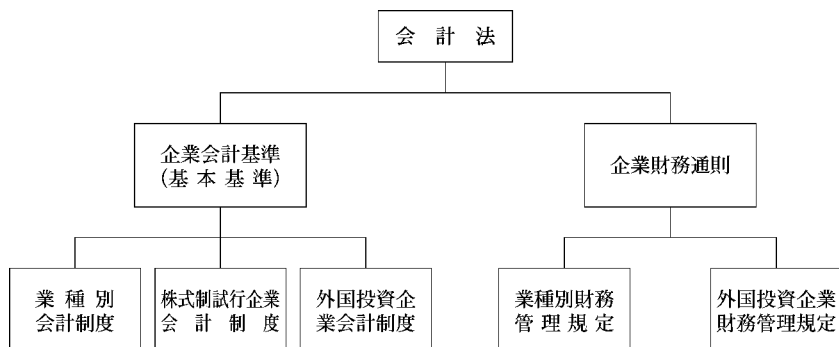 会計法
企業会計基準
(基本基準)
企業財務通則
業種別
会計制度
株式制試行企業
会計制度
外国投資企
業会計制度
業種別財務
管理規定
外国投資企業
財務管理規定